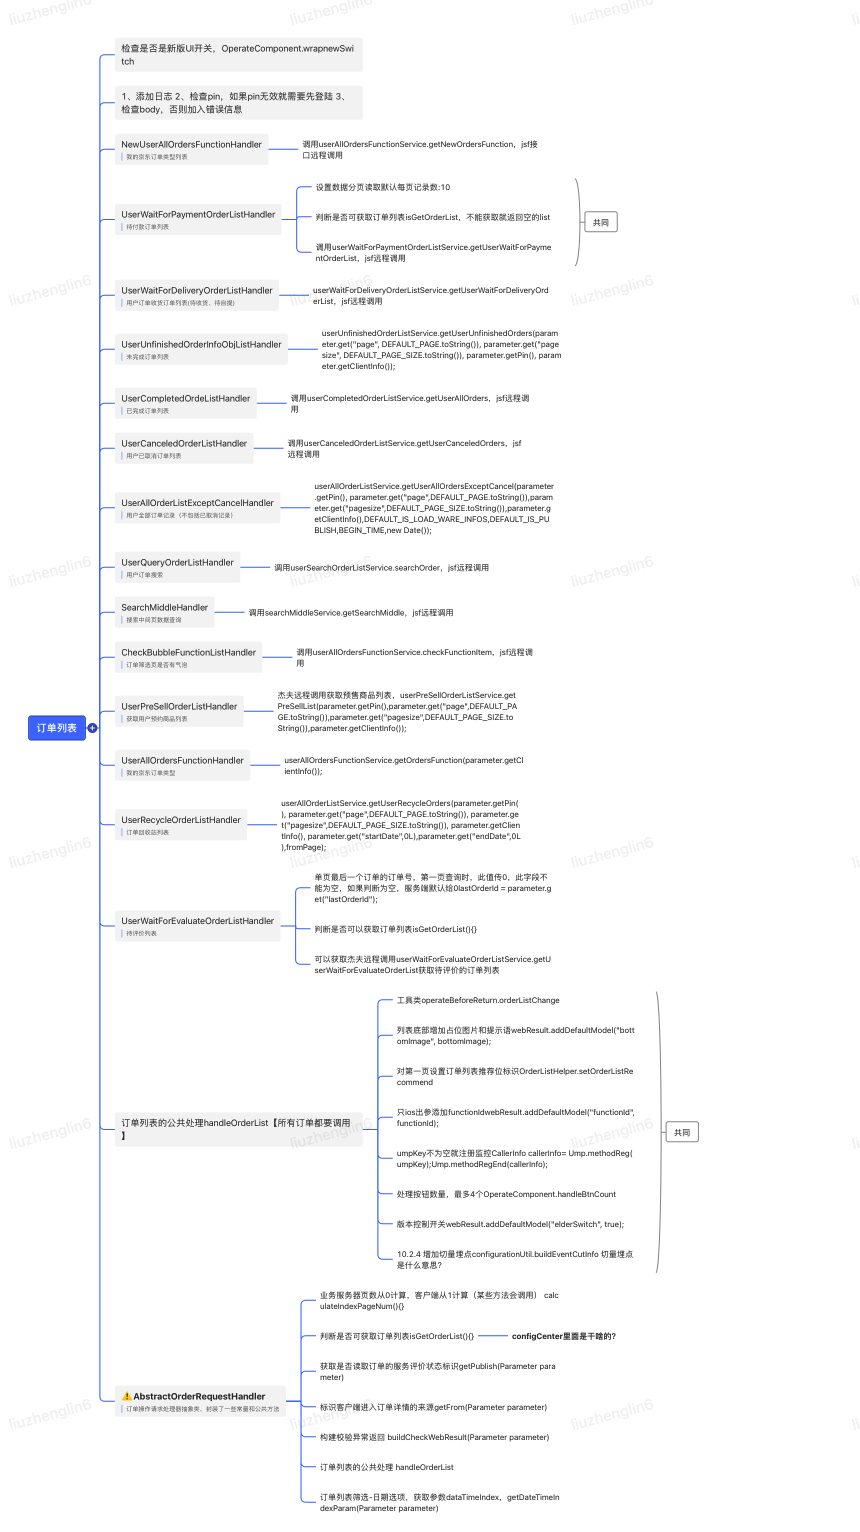 检查是否是新版UI开关，OperateComponent.wrapnewSwi
tch
1、添加日志 2、检查pin，如果pin无效就需要先登陆 3、
检查body，否则加入错误信息
NewUserAllOrdersFunctionHandler
我的京东订单类型列表
调用userAllOrdersFunctionService.getNewOrdersFunction，jsf接
口远程调用
UserWaitForPaymentOrderListHandler
待付款订单列表
设置数据分页读取默认每页记录数:10
判断是否可获取订单列表isGetOrderList，不能获取就返回空的list
调用userWaitForPaymentOrderListService.getUserWaitForPayme
ntOrderList，jsf远程调用
共同
UserWaitForDeliveryOrderListHandler
用户订单收货订单列表(待收货、待自提)
userWaitForDeliveryOrderListService.getUserWaitForDeliveryOrd
erList，jsf远程调用
UserUnfinishedOrderInfoObjListHandler
未完成订单列表
userUnfinishedOrderListService.getUserUnfinishedOrders(param
eter.get("page", DEFAULT_PAGE.toString()), parameter.get("page
size", DEFAULT_PAGE_SIZE.toString()), parameter.getPin(), param
eter.getClientInfo());
UserCompletedOrdeListHandler
已完成订单列表
调用userCompletedOrderListService.getUserAllOrders，jsf远程调
用
UserCanceledOrderListHandler
用户已取消订单列表
调用userCanceledOrderListService.getUserCanceledOrders，jsf
远程调用
UserAllOrderListExceptCancelHandler
用户全部订单记录（不包括已取消记录）
userAllOrderListService.getUserAllOrdersExceptCancel(parameter
.getPin(), parameter.get("page",DEFAULT_PAGE.toString()),param
eter.get("pagesize",DEFAULT_PAGE_SIZE.toString()),parameter.g
etClientInfo(),DEFAULT_IS_LOAD_WARE_INFOS,DEFAULT_IS_PU
BLISH,BEGIN_TIME,new Date());
UserQueryOrderListHandler
用户订单搜索
调用userSearchOrderListService.searchOrder，jsf远程调用
SearchMiddleHandler
搜索中间页数据查询
调用searchMiddleService.getSearchMiddle，jsf远程调用
CheckBubbleFunctionListHandler
订单筛选页是否有气泡
调用userAllOrdersFunctionService.checkFunctionItem，jsf远程调
用
订单列表
UserPreSellOrderListHandler
获取用户预约商品列表
杰夫远程调用获取预售商品列表，userPreSellOrderListService.get
PreSellList(parameter.getPin(),parameter.get("page",DEFAULT_PA
GE.toString()),parameter.get("pagesize",DEFAULT_PAGE_SIZE.to
String()),parameter.getClientInfo());
UserAllOrdersFunctionHandler
我的京东订单类型
userAllOrdersFunctionService.getOrdersFunction(parameter.getCl
ientInfo());
UserRecycleOrderListHandler
订单回收站列表
userAllOrderListService.getUserRecycleOrders(parameter.getPin(
), parameter.get("page",DEFAULT_PAGE.toString()), parameter.ge
t("pagesize",DEFAULT_PAGE_SIZE.toString()), parameter.getClien
tInfo(), parameter.get("startDate",0L),parameter.get("endDate",0L
),fromPage);
UserWaitForEvaluateOrderListHandler
待评价列表
单页最后一个订单的订单号，第一页查询时，此值传0，此字段不
能为空，如果判断为空，服务端默认给0lastOrderId = parameter.g
et("lastOrderId");
判断是否可以获取订单列表isGetOrderList(){}
可以获取杰夫远程调用userWaitForEvaluateOrderListService.getU
serWaitForEvaluateOrderList获取待评价的订单列表
订单列表的公共处理handleOrderList【所有订单都要调用
】
工具类operateBeforeReturn.orderListChange
列表底部增加占位图片和提示语webResult.addDefaultModel("bott
omImage", bottomImage);
对第一页设置订单列表推荐位标识OrderListHelper.setOrderListRe
commend
只ios出参添加functionIdwebResult.addDefaultModel("functionId",
functionId);
umpKey不为空就注册监控CallerInfo callerInfo= Ump.methodReg(
umpKey);Ump.methodRegEnd(callerInfo);
处理按钮数量，最多4个OperateComponent.handleBtnCount
版本控制开关webResult.addDefaultModel("elderSwitch", true);
10.2.4 增加切量埋点configurationUtil.buildEventCutInfo 切量埋点
是什么意思?
共同
⚠️AbstractOrderRequestHandler
订单操作请求处理器抽象类，封装了一些常量和公共方法
业务服务器页数从0计算，客户端从1计算（某些方法会调用） calc
ulateIndexPageNum(){}
判断是否可获取订单列表isGetOrderList(){}
configCenter里面是干啥的?
获取是否读取订单的服务评价状态标识getPublish(Parameter para
meter)
标识客户端进入订单详情的来源getFrom(Parameter parameter)
构建校验异常返回 buildCheckWebResult(Parameter parameter)
订单列表的公共处理 handleOrderList
订单列表筛选-日期选项，获取参数dataTimeIndex，getDateTimeIn
dexParam(Parameter parameter)
liuzhenglin6